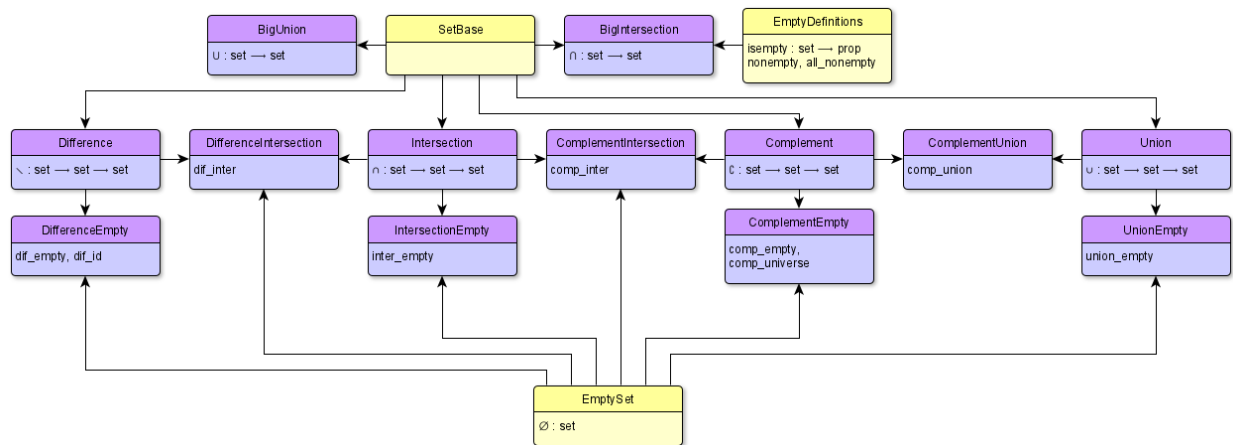 BigUnion
∪ : set ⟶ set
SetBase
BigIntersection
∩ : set ⟶ set
EmptyDefinitions
isempty : set ⟶ prop
nonempty, all_nonempty
Difference
∖ : set ⟶ set ⟶ set
DifferenceIntersection
dif_inter
Intersection
∩ : set ⟶ set ⟶ set
ComplementIntersection
comp_inter
Complement
∁ : set ⟶ set ⟶ set
ComplementUnion
comp_union
Union
∪ : set ⟶ set ⟶ set
DifferenceEmpty
dif_empty, dif_id
IntersectionEmpty
inter_empty
ComplementEmpty
comp_empty,
comp_universe
UnionEmpty
union_empty
EmptySet
∅ : set